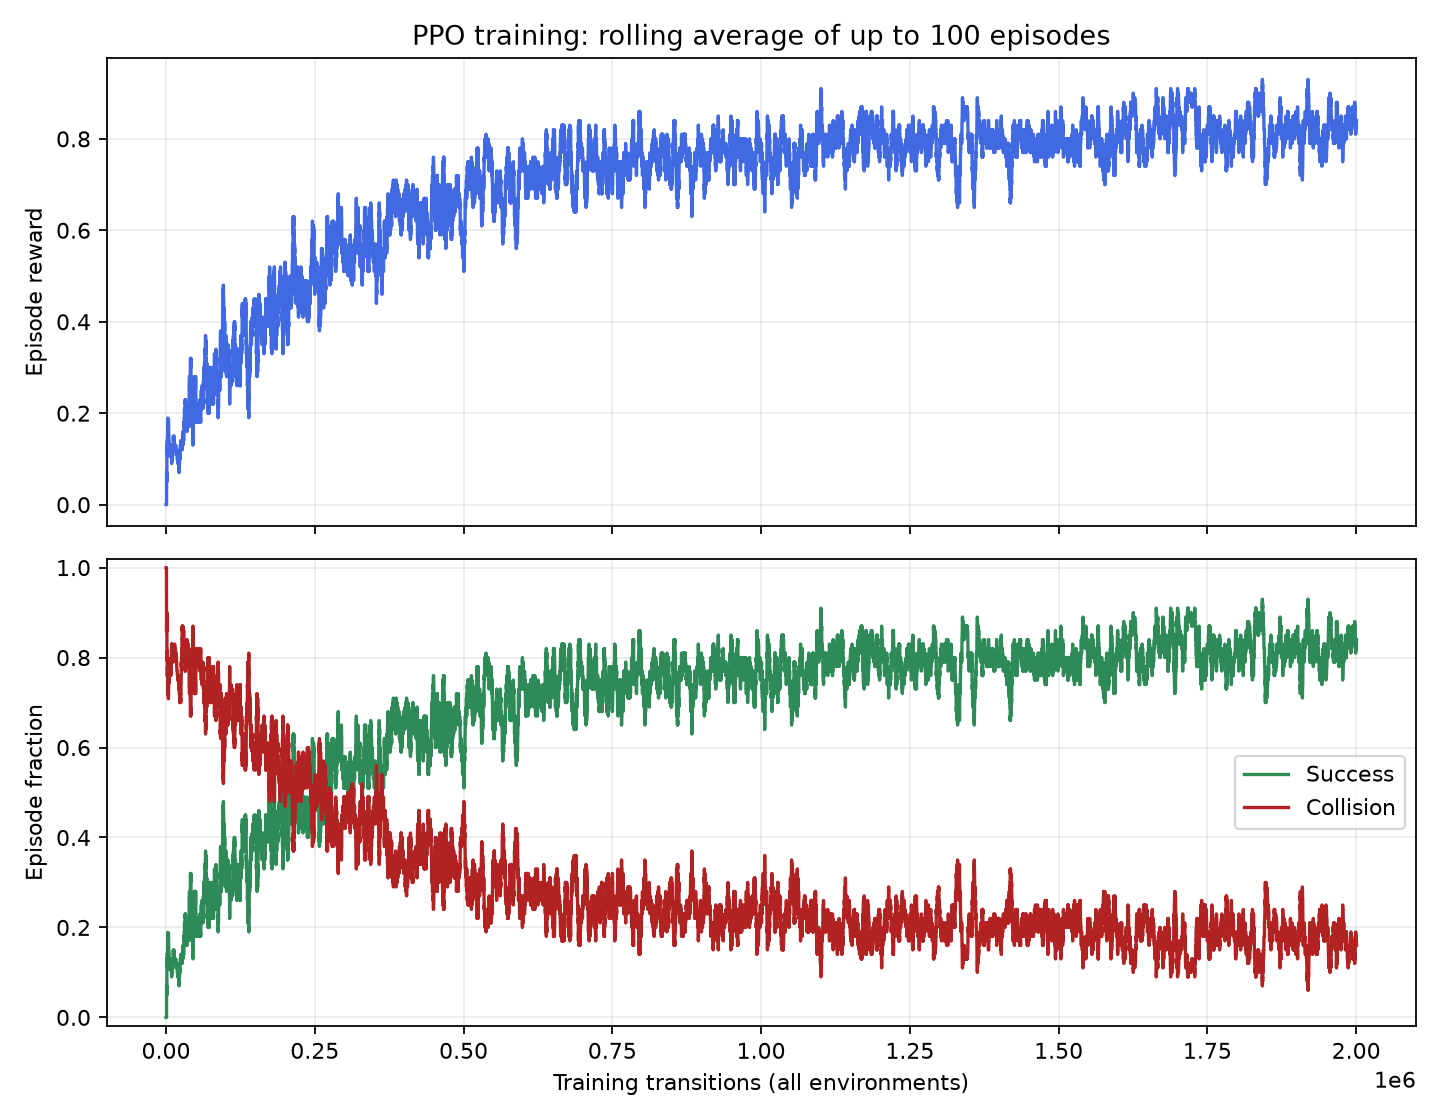 PPO training: rolling average of up to 100 episodes
0.8
0.6
0.4
0.2
0.0
Episode reward
1.0
0.8
0.6
0.4
0.2
0.0
Episode fraction
Success
Collision
0.00 0.25 0.50 0.75 1.00 1.25 1.50 1.75 2.00
1e6
Training transitions (all environments)